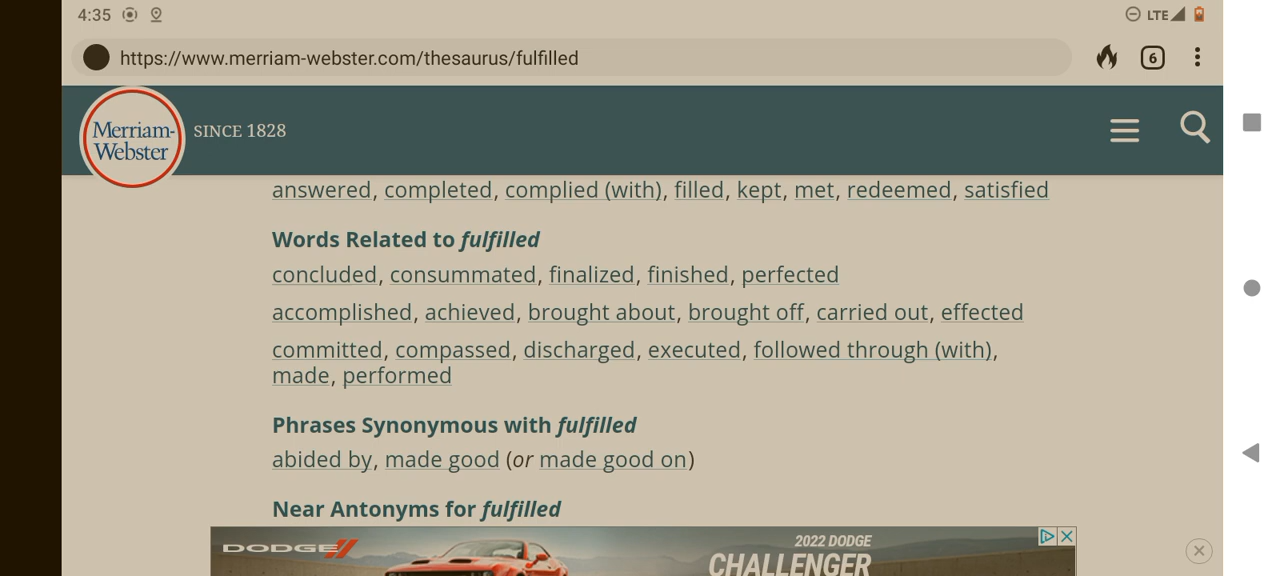 4:35
LTE
https://www.merriam-webster.com/thesaurus/fulfilled
6
Merriam-
Webster
SINCE 1828
answered, completed, complied (with), filled, kept, met, redeemed, satisfied
Words Related to fulfilled
concluded, consummated, finalized, finished, perfected
accomplished, achieved, brought about, brought off, carried out, effected
committed, compassed, discharged, executed, followed through (with),
made, performed
Phrases Synonymous with fulfilled
abided by, made good (or made good on)
Near Antonyms for fulfilled
DODGE
2022 DODGE
CHALLENGER